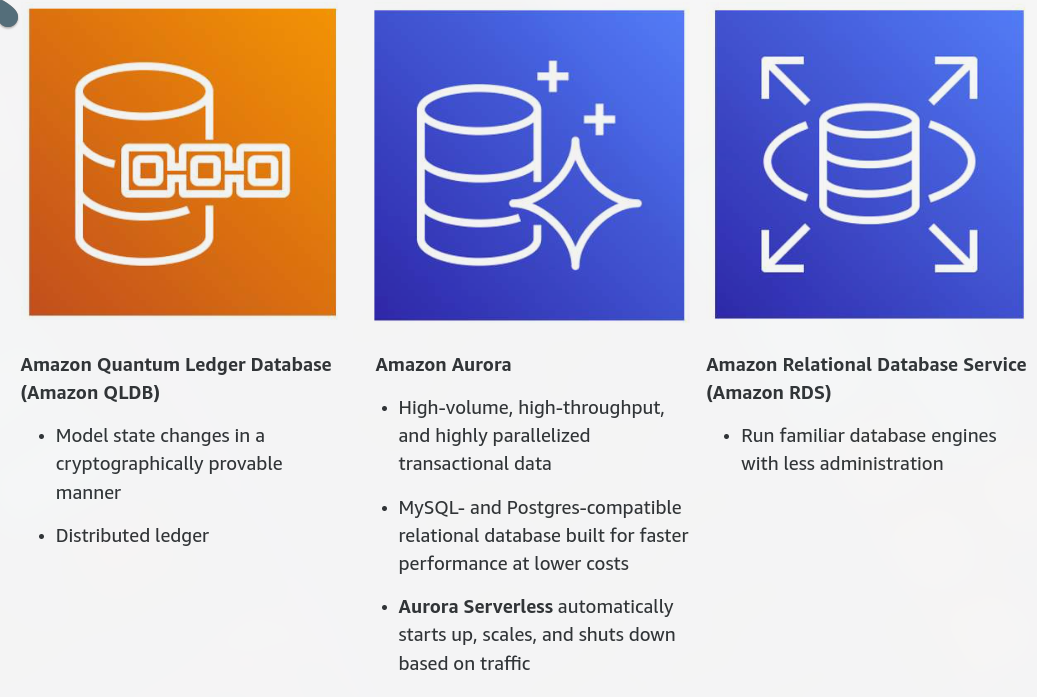 Amazon Quantum Ledger Database
(Amazon QLDB)
• Model state changes in a
cryptographically provable
manner
• Distributed ledger
Amazon Aurora
• High-volume, high-throughput,
and highly parallelized
transactional data
• MySQL- and Postgres-compatible
relational database built for faster
performance at lower costs
• Aurora Serverless automatically
starts up, scales, and shuts down
based on traffic
Amazon Relational Database Service
(Amazon RDS)
• Run familiar database engines
with less administration